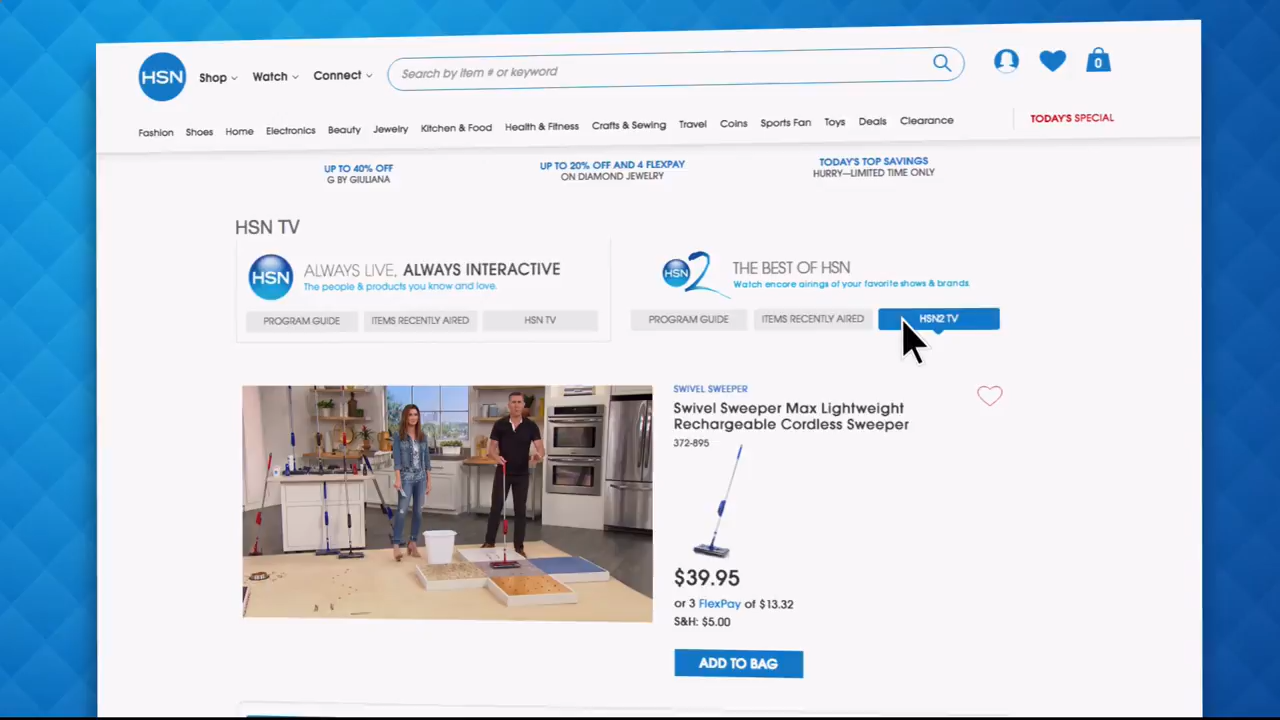 HSN
Shop
Watch
Connect
Search by item # or keyword
0
Fashion
Shoes
Home
Electronics
Beauty
Jewelry
Kitchen & Food
Health & Fitness
Crafts & Sewing
Travel
Coins
Sports Fan
Toys
Deals
Clearance
TODAY'S SPECIAL
UP TO 40% OFF
G BY GIULIANA
UP TO 20% OFF AND 4 FLEXPAY
ON DIAMOND JEWELRY
TODAY'S TOP SAVINGS
HURRY—LIMITED TIME ONLY
HSN TV
HSN
ALWAYS LIVE, ALWAYS INTERACTIVE
The people & products you know and love.
PROGRAM GUIDE
ITEMS RECENTLY AIRED
HSN TV
HSN2
THE BEST OF HSN
Watch encore airings of your favorite shows & brands.
PROGRAM GUIDE
ITEMS RECENTLY AIRED
HSN2 TV
SWIVEL SWEEPER
Swivel Sweeper Max Lightweight
Rechargeable Cordless Sweeper
372-895
$39.95
or 3 FlexPay of $13.32
S&H: $5.00
ADD TO BAG